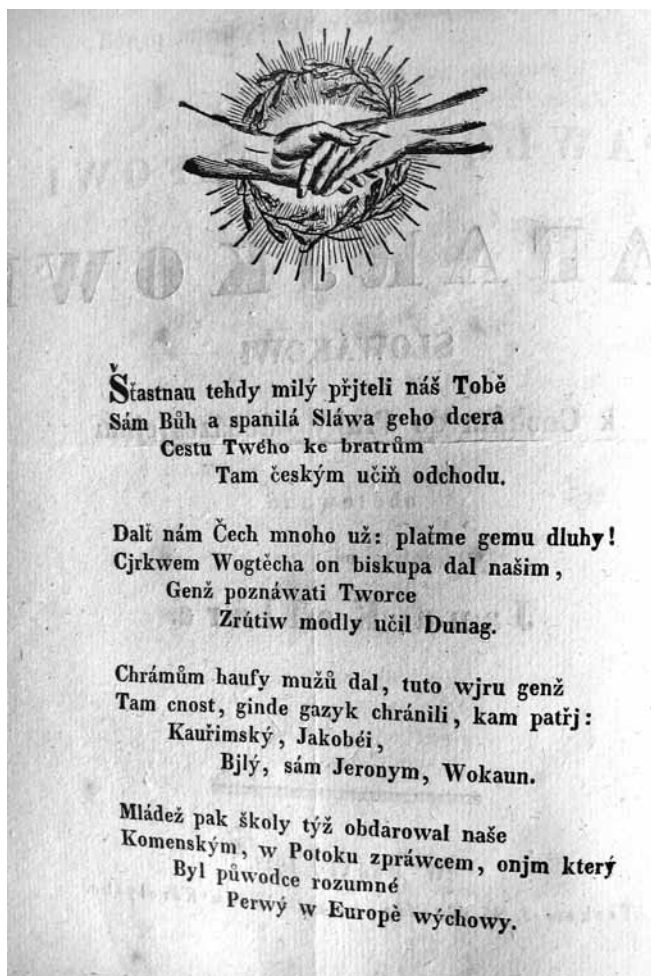 Šťastnau tehdy milý přjteli náš Tobě
Sám Bůh a spanilá Sláwa geho dcera
Cestu Twého ke bratrům
Tam českým učiň odchodu.
Dalť nám Čech mnoho už: plaťme gemu dluhy!
Cjrkwem Wogtěcha on biskupa dal našim,
Genž poznáwati Tworce
Zrútiw modly učil Dunag.
Chrámům haufy mužů dal, tuto wjru genž
Tam cnost, ginde gazyk chránili, kam patřj:
Kauřimský, Jakobéi,
Bjlý, sám Jeronym, Wokaun.
Mládež pak školy týž obdarowal naše
Komenským, w Potoku zpráwcem, onjm který
Byl půwodce rozumné
Perwý w Europě wýchowy.